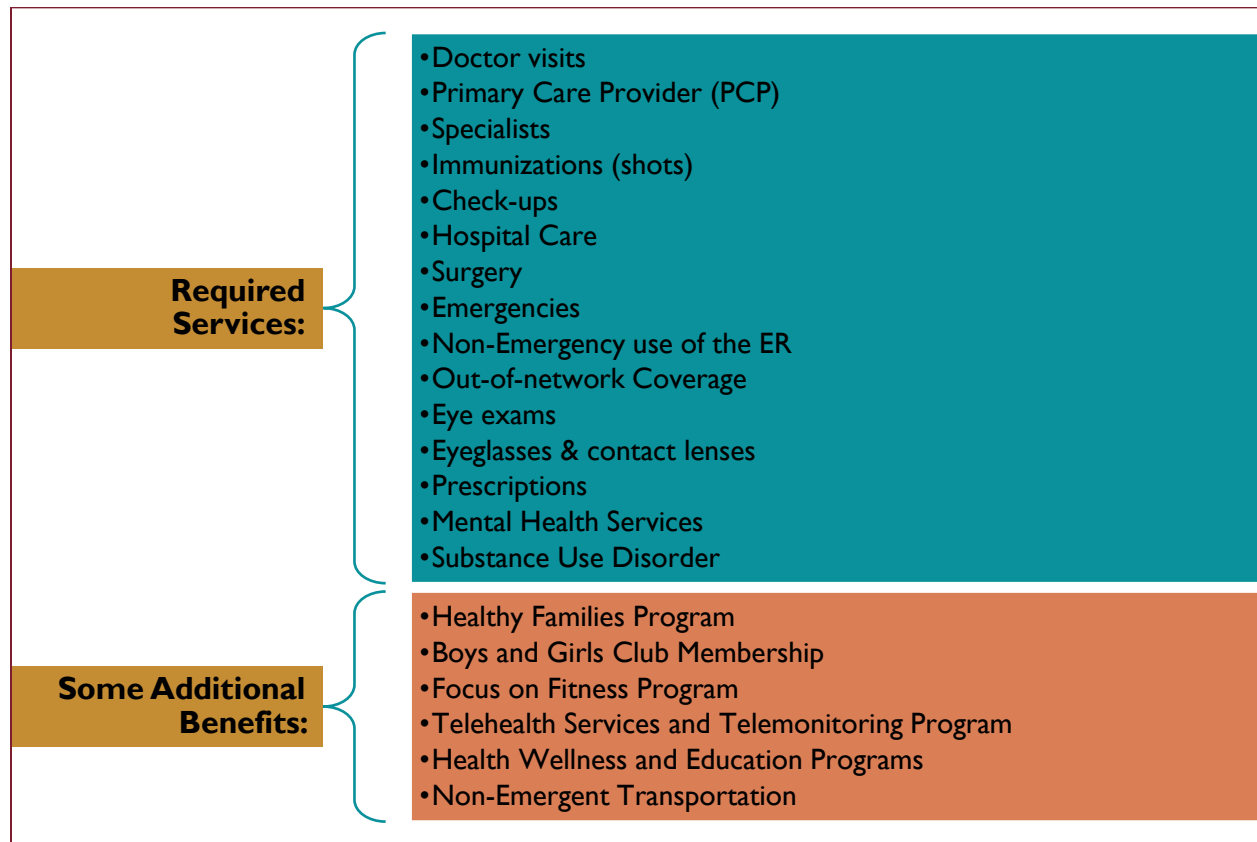 Required
Services:
•Doctor visits
•Primary Care Provider (PCP)
•Specialists
•Immunizations (shots)
•Check-ups
•Hospital Care
•Surgery
•Emergencies
•Non-Emergency use of the ER
•Out-of-network Coverage
•Eye exams
•Eyeglasses & contact lenses
•Prescriptions
•Mental Health Services
•Substance Use Disorder
Some Additional
Benefits:
•Healthy Families Program
•Boys and Girls Club Membership
•Focus on Fitness Program
•Telehealth Services and Telemonitoring Program
•Health Wellness and Education Programs
•Non-Emergent Transportation